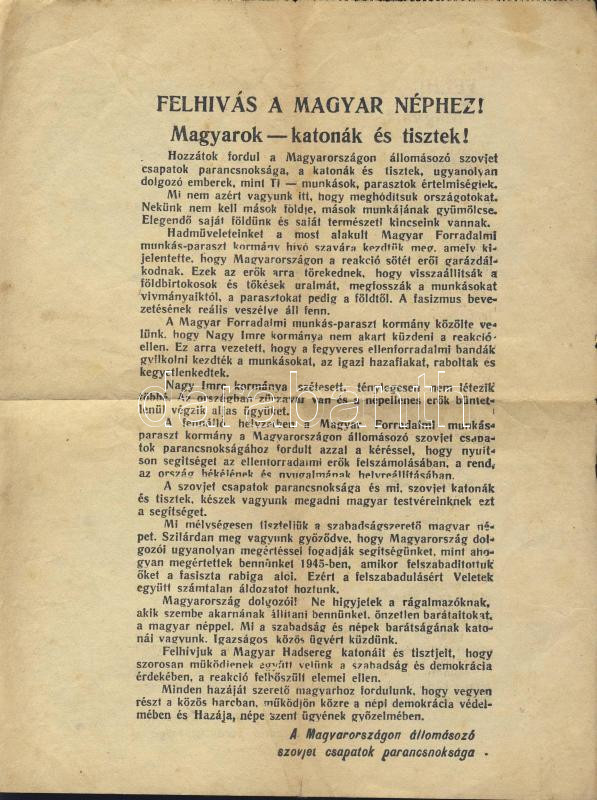 FELHIVÁS A MAGYAR NÉPHEZ!
Magyarok — katonák és tisztek!
Hozzátok fordul a Magyarországon állomásozó szovjet
csapatok parancsnoksága, a katonák és tisztek, ugyanolyan
dolgozó emberek, mint Ti — munkások, parasztok értelmiségiek.
Mi nem azért vagyunk itt, hogy meghódítsuk országotokat.
Nekünk nem kell mások földje, mások munkájának gyümölcse.
Elegendő saját földünk és saját természeti kincseink vannak.
Hadműveleteinket a most alakult Magyar Forradalmi
munkás-paraszt kormány hívó szavára kezdtük meg, amely ki-
jelentette, hogy Magyarországon a reakció sötét erői garázdál-
kodnak. Ezek az erők arra törekednek, hogy visszaállitsák a
földbirtokosok és tőkések uralmát, megfosszák a munkásokat
vivmányaiktól, a parasztokat pedig a földtől. A fasizmus beve-
zetésének reális veszélye áll fenn.
A Magyar Forradalmi munkás-paraszt kormány közölte ve-
lünk, hogy Nagy Imre kormánya nem akart küzdeni a reakció
ellen. Ez arra vezetett, hogy a fegyveres ellenforradalmi bandák
gyilkolni kezdték a munkásokat, az igazi hazafiakat, raboltak és
kegyetlenkedtek.
Nagy Imre kormánya szétesett, ténylegesen nem létezik
többé. Az országban zűrzavar van és a népellenes erők büntet-
lenül végzik aljas ügyüket.
A fennálló helyzetben a Magyar Forradalmi munkás-
paraszt kormány a Magyarországon állomásozó szovjet csapa-
tok parancsnokságához fordult azzal a kéréssel, hogy nyujt-
son segitséget az ellenforradalmi erők felszámolásában, a rend,
az ország békéjének és nyugalmának helyreállításában.
A szovjet csapatok parancsnoksága és mi, szovjet katonák
és tisztek, készek vagyunk megadni magyar testvéreinknek ezt
a segítséget.
Mi mélységesen tiszteljük a szabadságszerető magyar né-
pet. Szilárdan meg vagyunk győződve, hogy Magyarország dol-
gozói ugyanolyan megértéssel fogadják segitségünket, mint aho-
gyan megértettek bennünket 1945-ben, amikor felszabaditottuk
őket a fasiszta rabiga alól. Ezért a felszabadulásért Veletek
együtt számtalan áldozatot hoztunk.
Magyarország dolgozói! Ne higyjetek a rágalmazóknak,
akik szembe akarnának állitani bennünket, önzetlen barátaitokat,
a magyar néppel. Mi a szabadság és népek barátságának kato-
nái vagyunk. Igazságos közös ügyért küzdünk.
Felhivjuk a Magyar Hadsereg katonáit és tisztjeit, hogy
szorosan működjenek együtt velünk a szabadság és demokrácia
érdekében, a reakció felbőszült elemei ellen.
Minden hazáját szerető magyarhoz fordulunk, hogy vegyen
részt a közös harcban, működjön közre a népi demokrácia védel-
mében és Hazája, népe szent ügyének győzelmében.
A Magyarországon állomásozó
szovjet csapatok parancsnoksága
darabanth